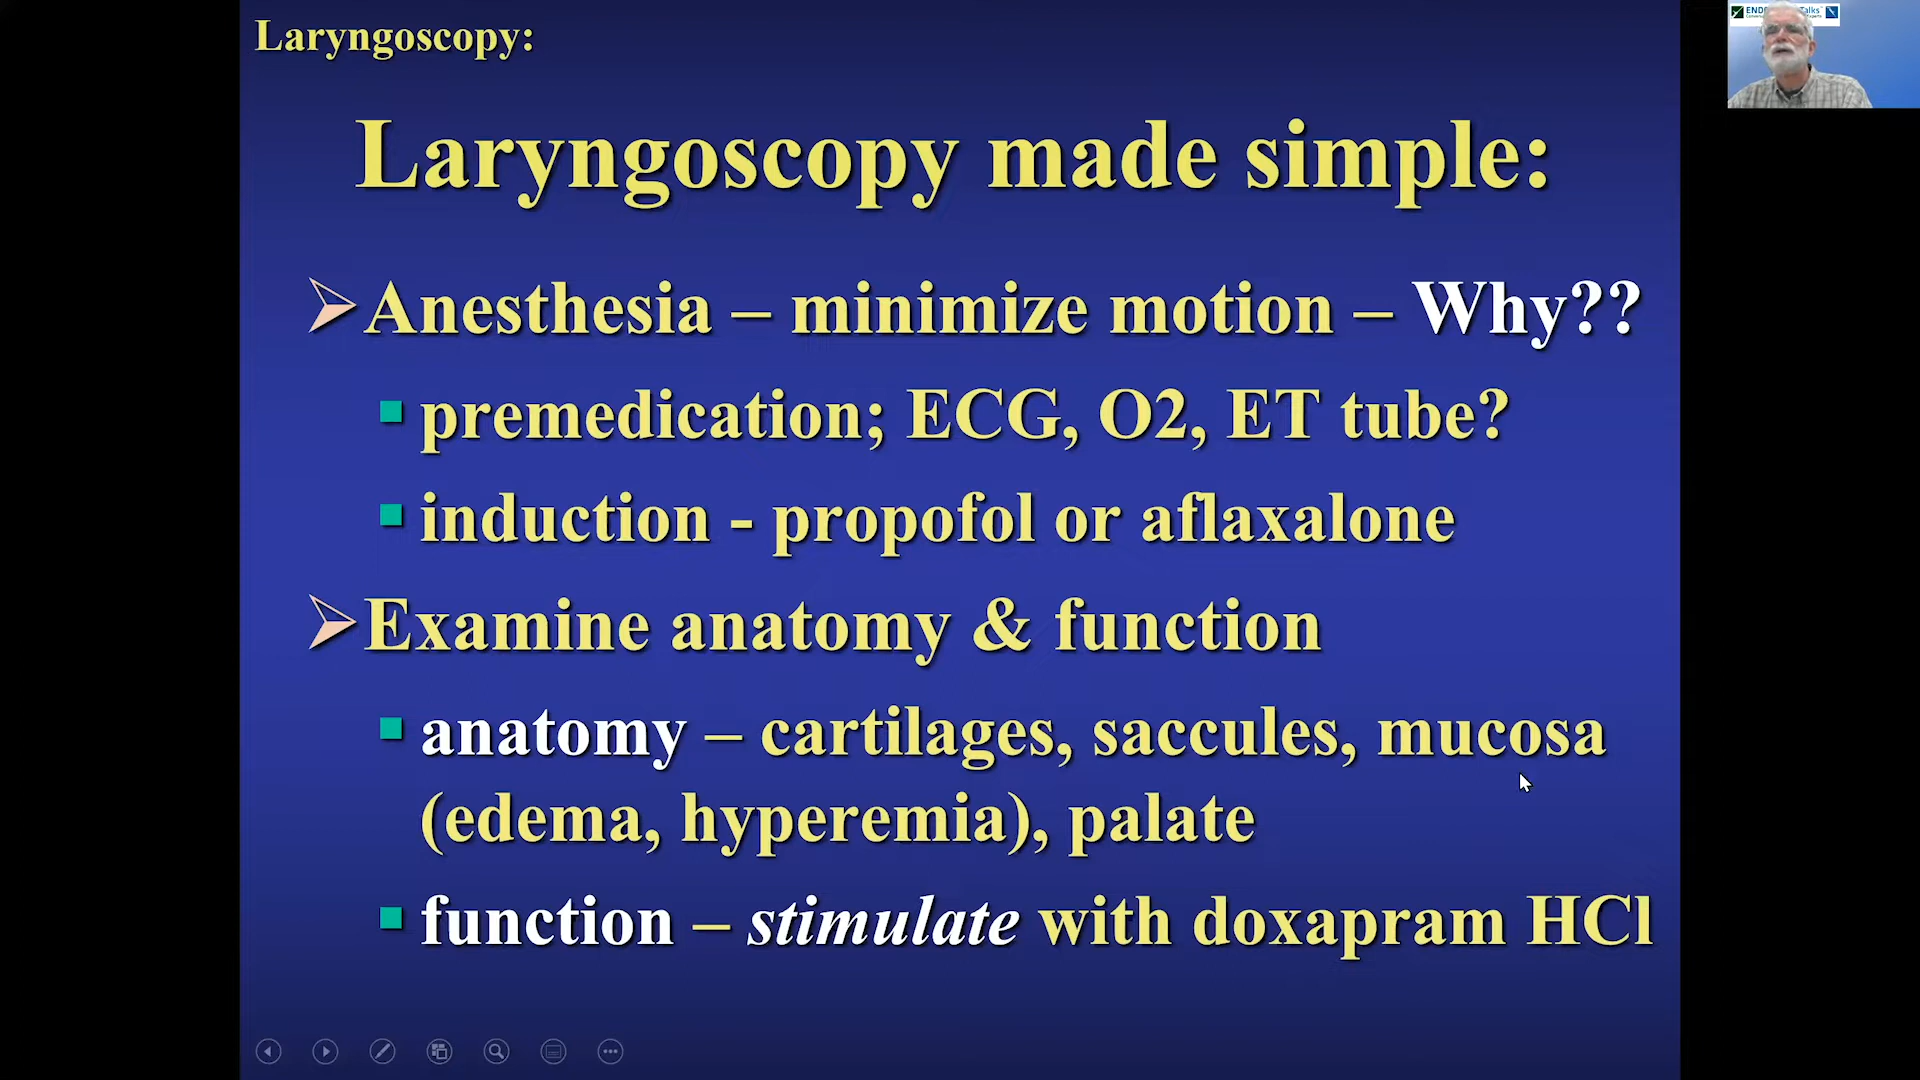 Laryngoscopy:
Laryngoscopy made simple:
Anesthesia – minimize motion – Why??
premedication; ECG, O2, ET tube?
induction - propofol or aflaxalone
Examine anatomy & function
anatomy – cartilages, saccules, mucosa
(edema, hyperemia), palate
function – stimulate with doxapram HCl